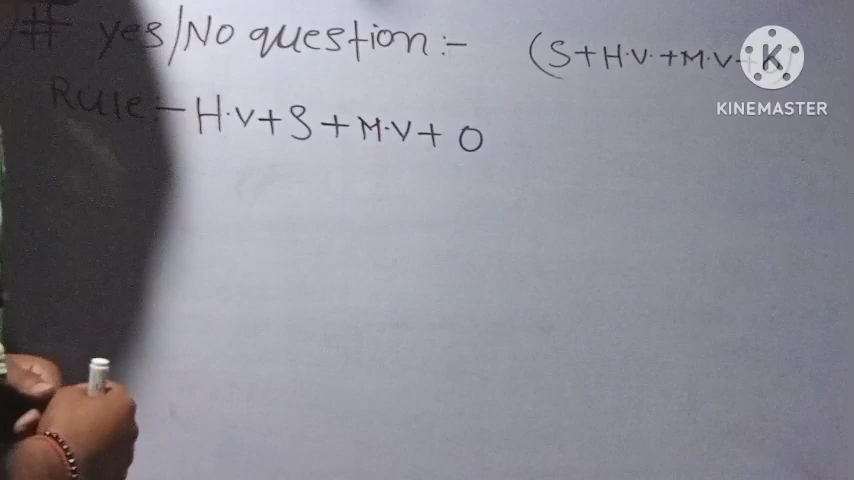 # Yes/No question :- (S+H.V.+M.V+
Rule :- H.V+S+M.V+O
K
KINEMASTER